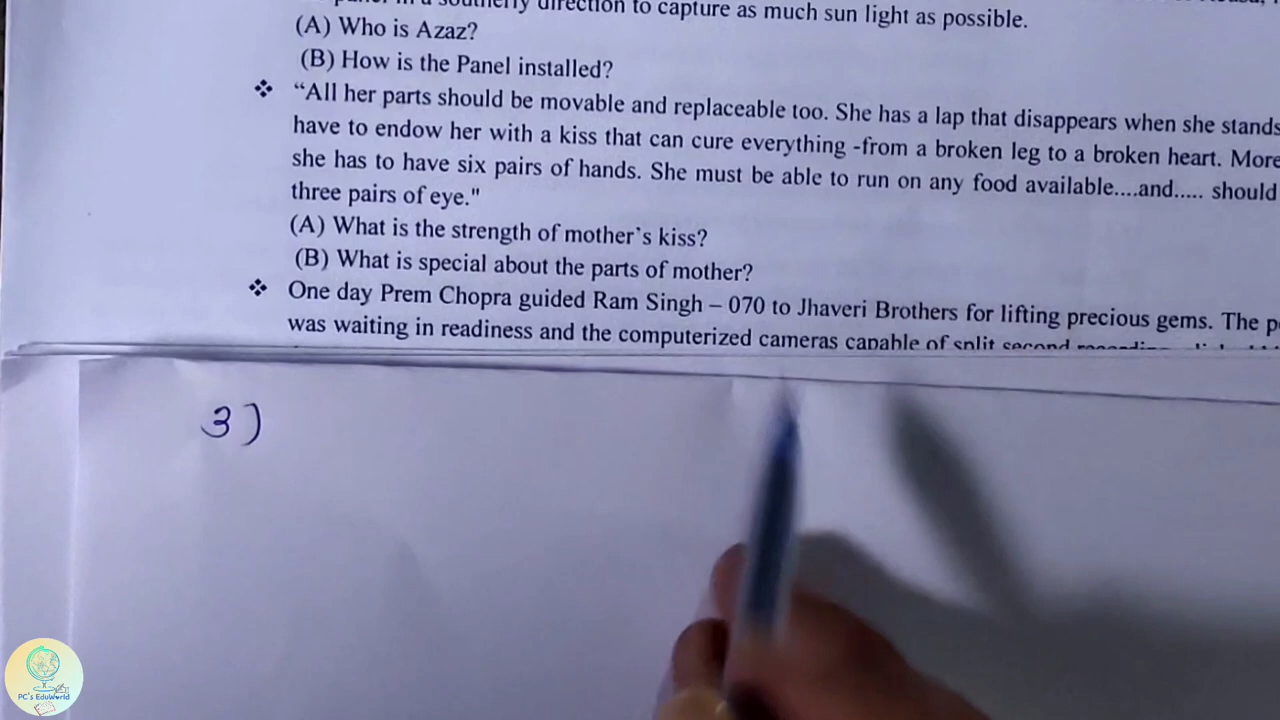 in a southerly direction to capture as much sun light as possible.
(A) Who is Azaz?
(B) How is the Panel installed?
❖ “All her parts should be movable and replaceable too. She has a lap that disappears when she stands
have to endow her with a kiss that can cure everything -from a broken leg to a broken heart. More
she has to have six pairs of hands. She must be able to run on any food available....and..... should
three pairs of eye."
(A) What is the strength of mother’s kiss?
(B) What is special about the parts of mother?
❖ One day Prem Chopra guided Ram Singh – 070 to Jhaveri Brothers for lifting precious gems. The p
was waiting in readiness and the computerized cameras capable of split second
3)
PC's EduWorld